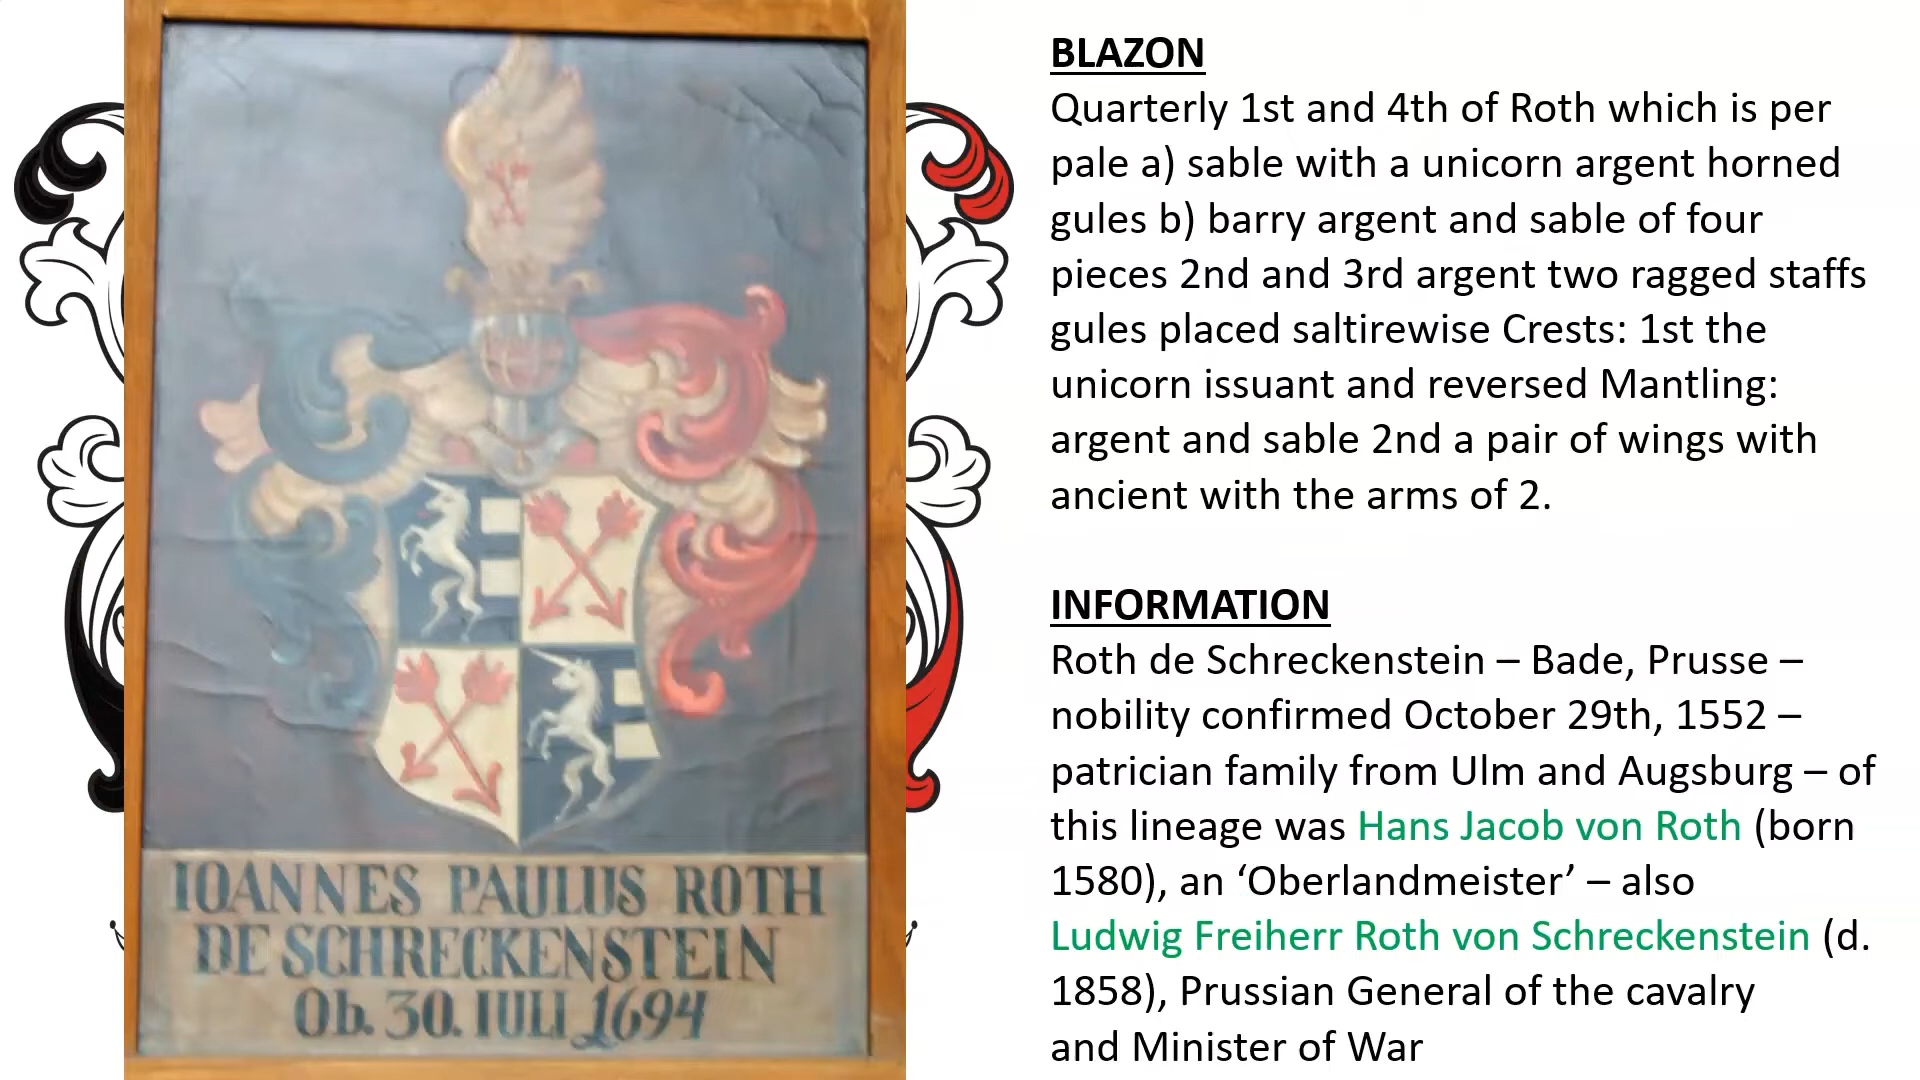 IOANNES PAULUS ROTH
DE SCHRECKENSTEIN
Ob. 30. IULI 1694
BLAZON
Quarterly 1st and 4th of Roth which is per
pale a) sable with a unicorn argent horned
gules b) barry argent and sable of four
pieces 2nd and 3rd argent two ragged staffs
gules placed saltirewise Crests: 1st the
unicorn issuant and reversed Mantling:
argent and sable 2nd a pair of wings with
ancient with the arms of 2.
INFORMATION
Roth de Schreckenstein – Bade, Prusse –
nobility confirmed October 29th, 1552 –
patrician family from Ulm and Augsburg – of
this lineage was Hans Jacob von Roth (born
1580), an ‘Oberlandmeister’ – also
Ludwig Freiherr Roth von Schreckenstein (d.
1858), Prussian General of the cavalry
and Minister of War